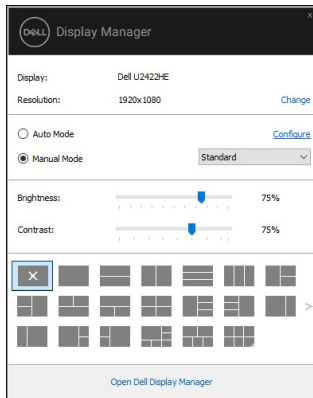 DELL Display Manager
Display: Dell U2422HE
Resolution: 1920x1080 Change
Auto Mode Configure
Manual Mode Standard
Brightness: 75%
Contrast: 75%
Open Dell Display Manager